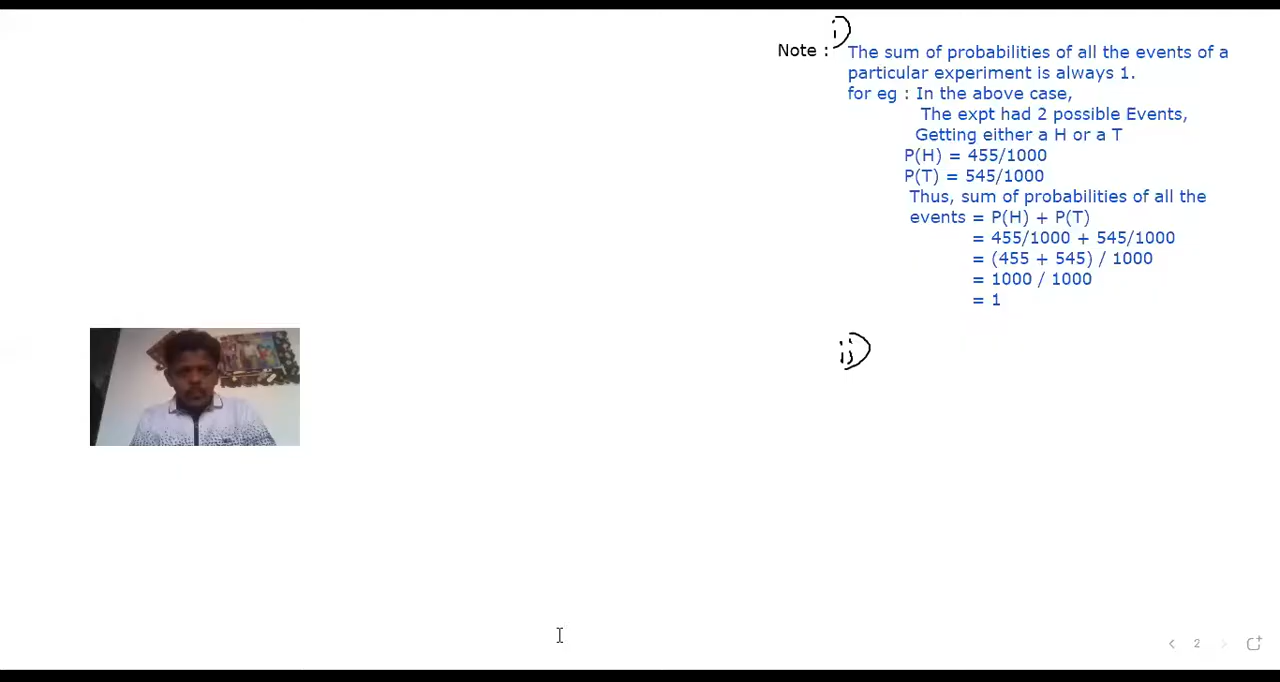 i)
Note : The sum of probabilities of all the events of a
particular experiment is always 1.
for eg : In the above case,
The expt had 2 possible Events,
Getting either a H or a T
P(H) = 455/1000
P(T) = 545/1000
Thus, sum of probabilities of all the
events = P(H) + P(T)
= 455/1000 + 545/1000
= (455 + 545) / 1000
= 1000 / 1000
= 1
ii)
2